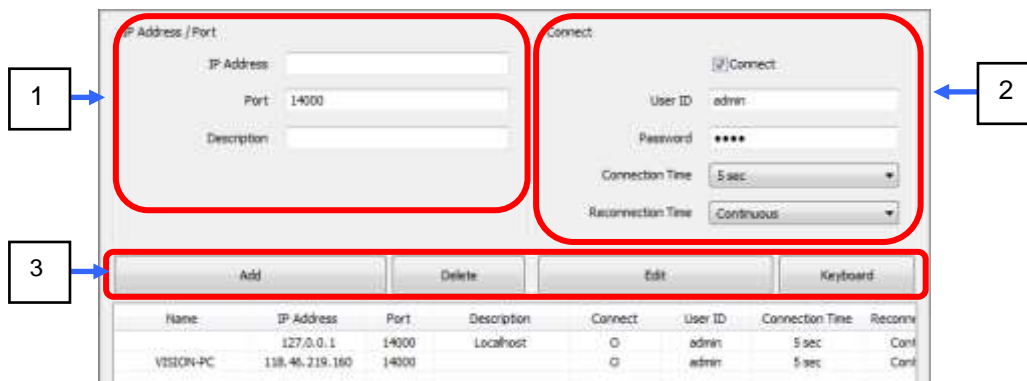 IP Address / Port
IP Address
Port 14000
Description
1
Connect
Connect
User ID admin
Password ••••
Connection Time 5 sec
Reconnection Time Continuous
2
3
Add Delete Edit Keyboard
Name IP Address Port Description Connect User ID Connection Time Reconne
127.0.0.1 14000 Localhost O admin 5 sec Cont
VISION-PC 118.46.219.160 14000 O admin 5 sec Cont